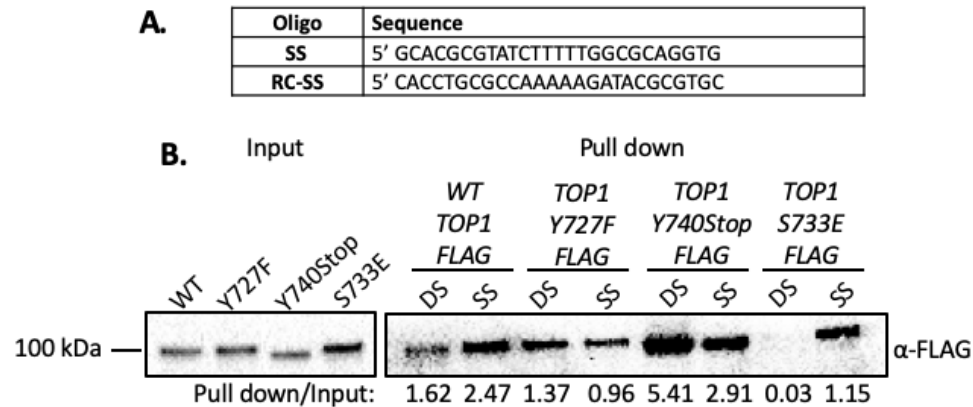 A.
Oligo Sequence
SS 5’ GCACGCGTATCTTTTTGGCGCAGGTG
RC-SS 5’ CACCTGCGCCAAAAAGATACGCGTGC
B.
Input Pull down
WT TOP1 TOP1 TOP1
TOP1 Y727F Y740Stop S733E
FLAG FLAG FLAG FLAG
WT Y727F Y740Stop S733E DS SS DS SS DS SS DS SS
100 kDa α-FLAG
Pull down/Input: 1.62 2.47 1.37 0.96 5.41 2.91 0.03 1.15